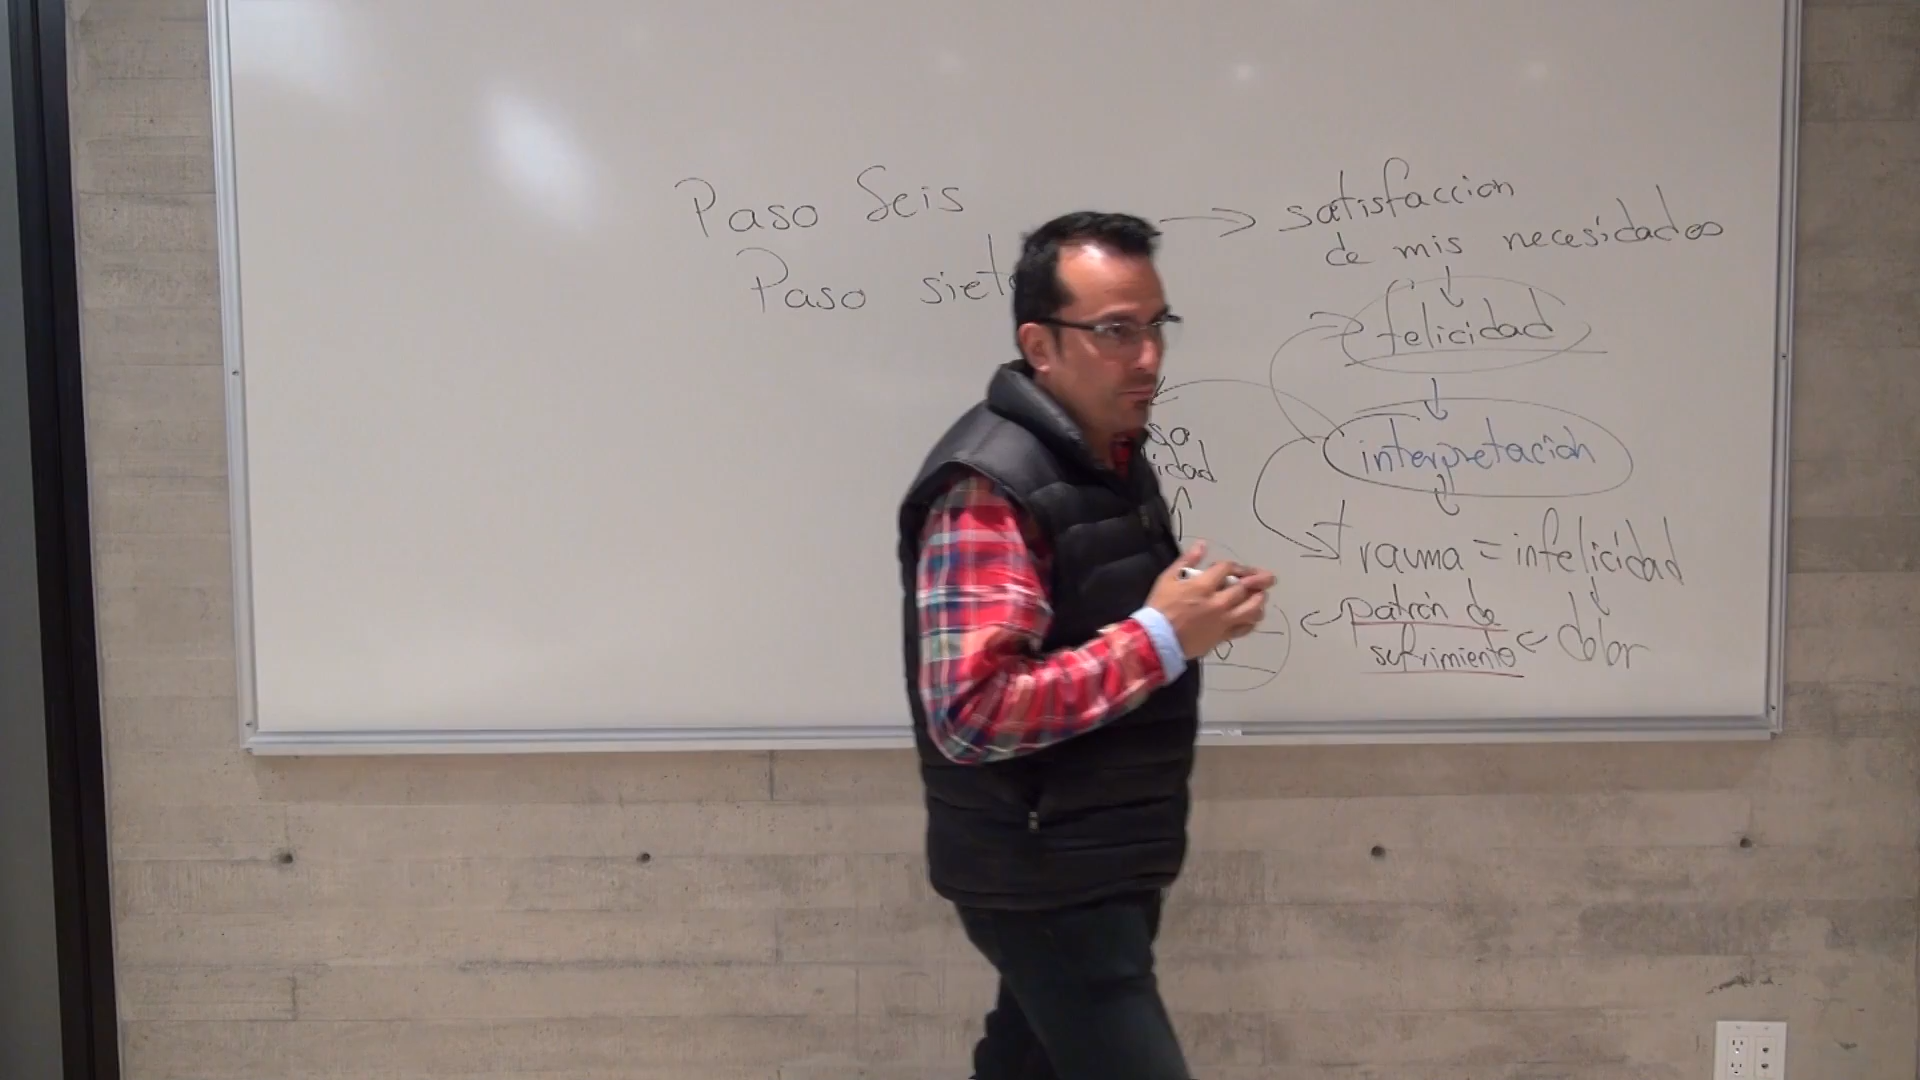 Paso Seis
Paso siete
satisfaccion
de mis necesidades
felicidad
interpretación
trauma = infelicidad
dolor
patrón de
sufrimiento